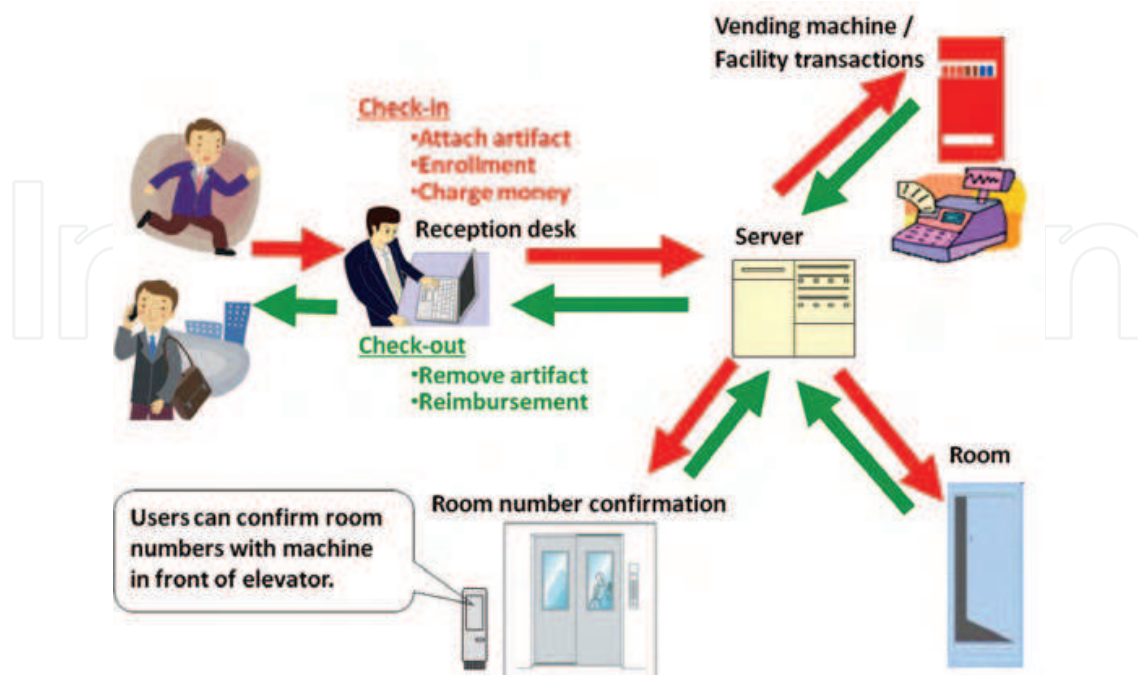 Vending machine /
Facility transactions
Check-in
•Attach artifact
•Enrollment
•Charge money
Reception desk
Server
Check-out
•Remove artifact
•Reimbursement
Room
Room number confirmation
Users can confirm room
numbers with machine
in front of elevator.